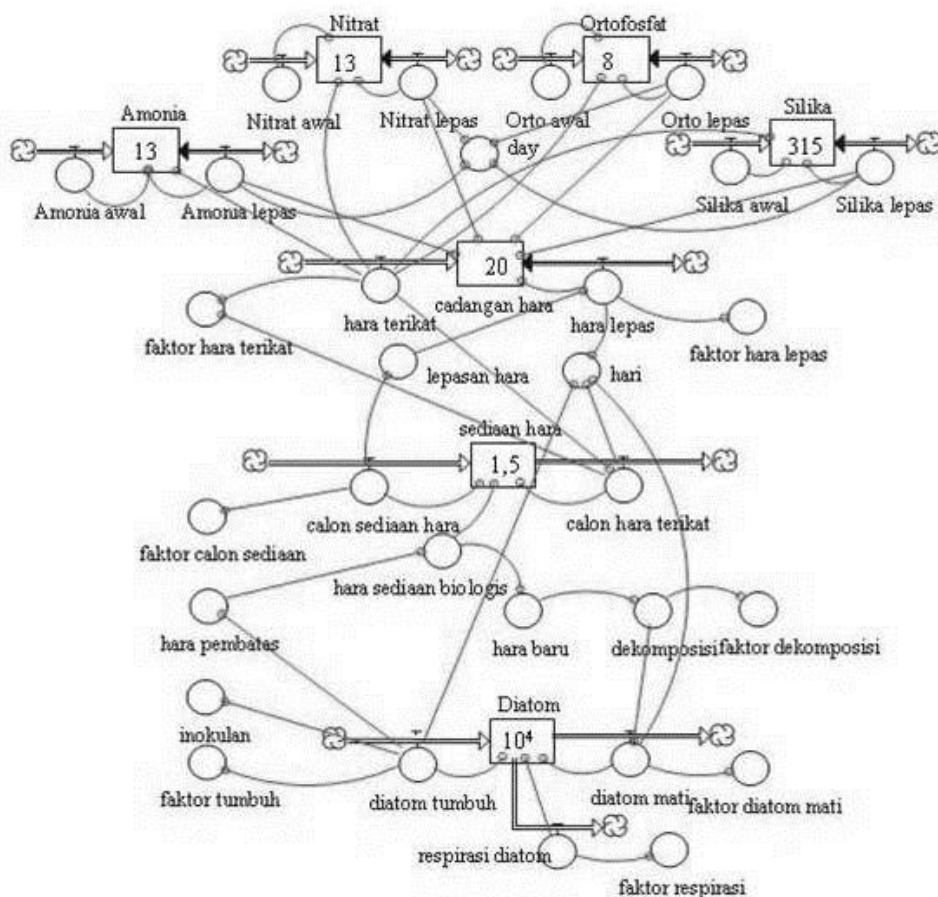 Nitrat
Ortofosfat
13
8
Nitrat awal
Nitrat lepas
Orto awal
Orto lepas
Silika
Amonia
day
13
315
Amonia awal
Amonia lepas
Silika awal
Silika lepas
20
cadangan hara
hara terikat
hara lepas
faktor hara terikat
faktor hara lepas
lepasan hara
hari
sediaan hara
1,5
calon sediaan hara
calon hara terikat
faktor calon sediaan
hara sediaan biologis
hara pembatas
hara baru
dekomposisi
faktor dekomposisi
Diatom
10⁴
inokulan
faktor tumbuh
diatom tumbuh
diatom mati
faktor diatom mati
respirasi diatom
faktor respirasi